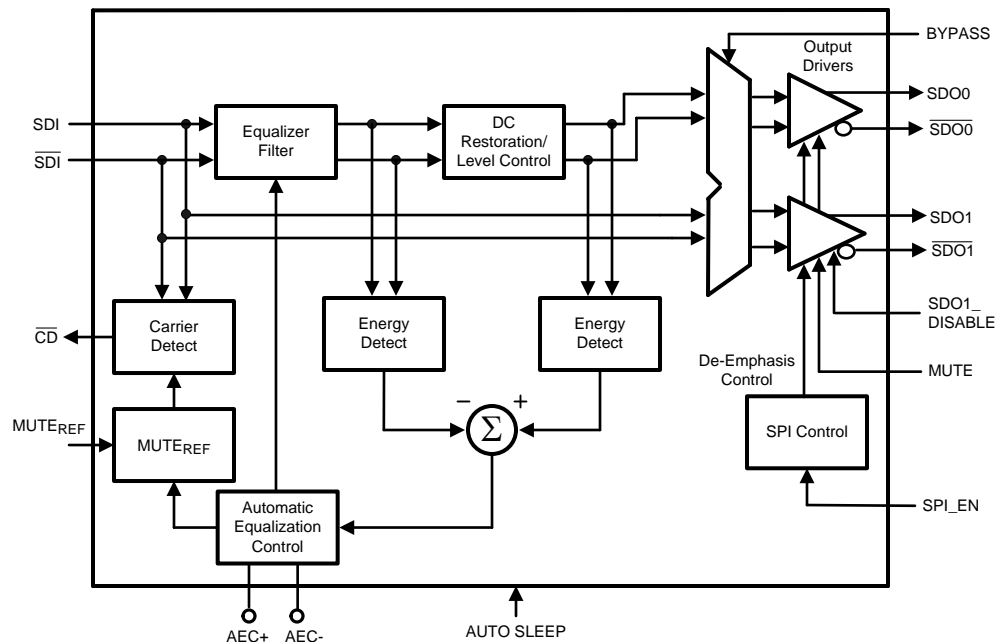 BYPASS
Output
Drivers
SDO0
SDO0
SDI
SDI
Equalizer
Filter
DC
Restoration/
Level Control
SDO1
SDO1
CD
Carrier
Detect
Energy
Detect
Energy
Detect
SDO1_
DISABLE
De-Emphasis
Control
MUTE
MUTEREF
MUTEREF
−
+
Σ
SPI Control
Automatic
Equalization
Control
SPI_EN
AEC+
AEC-
AUTO SLEEP